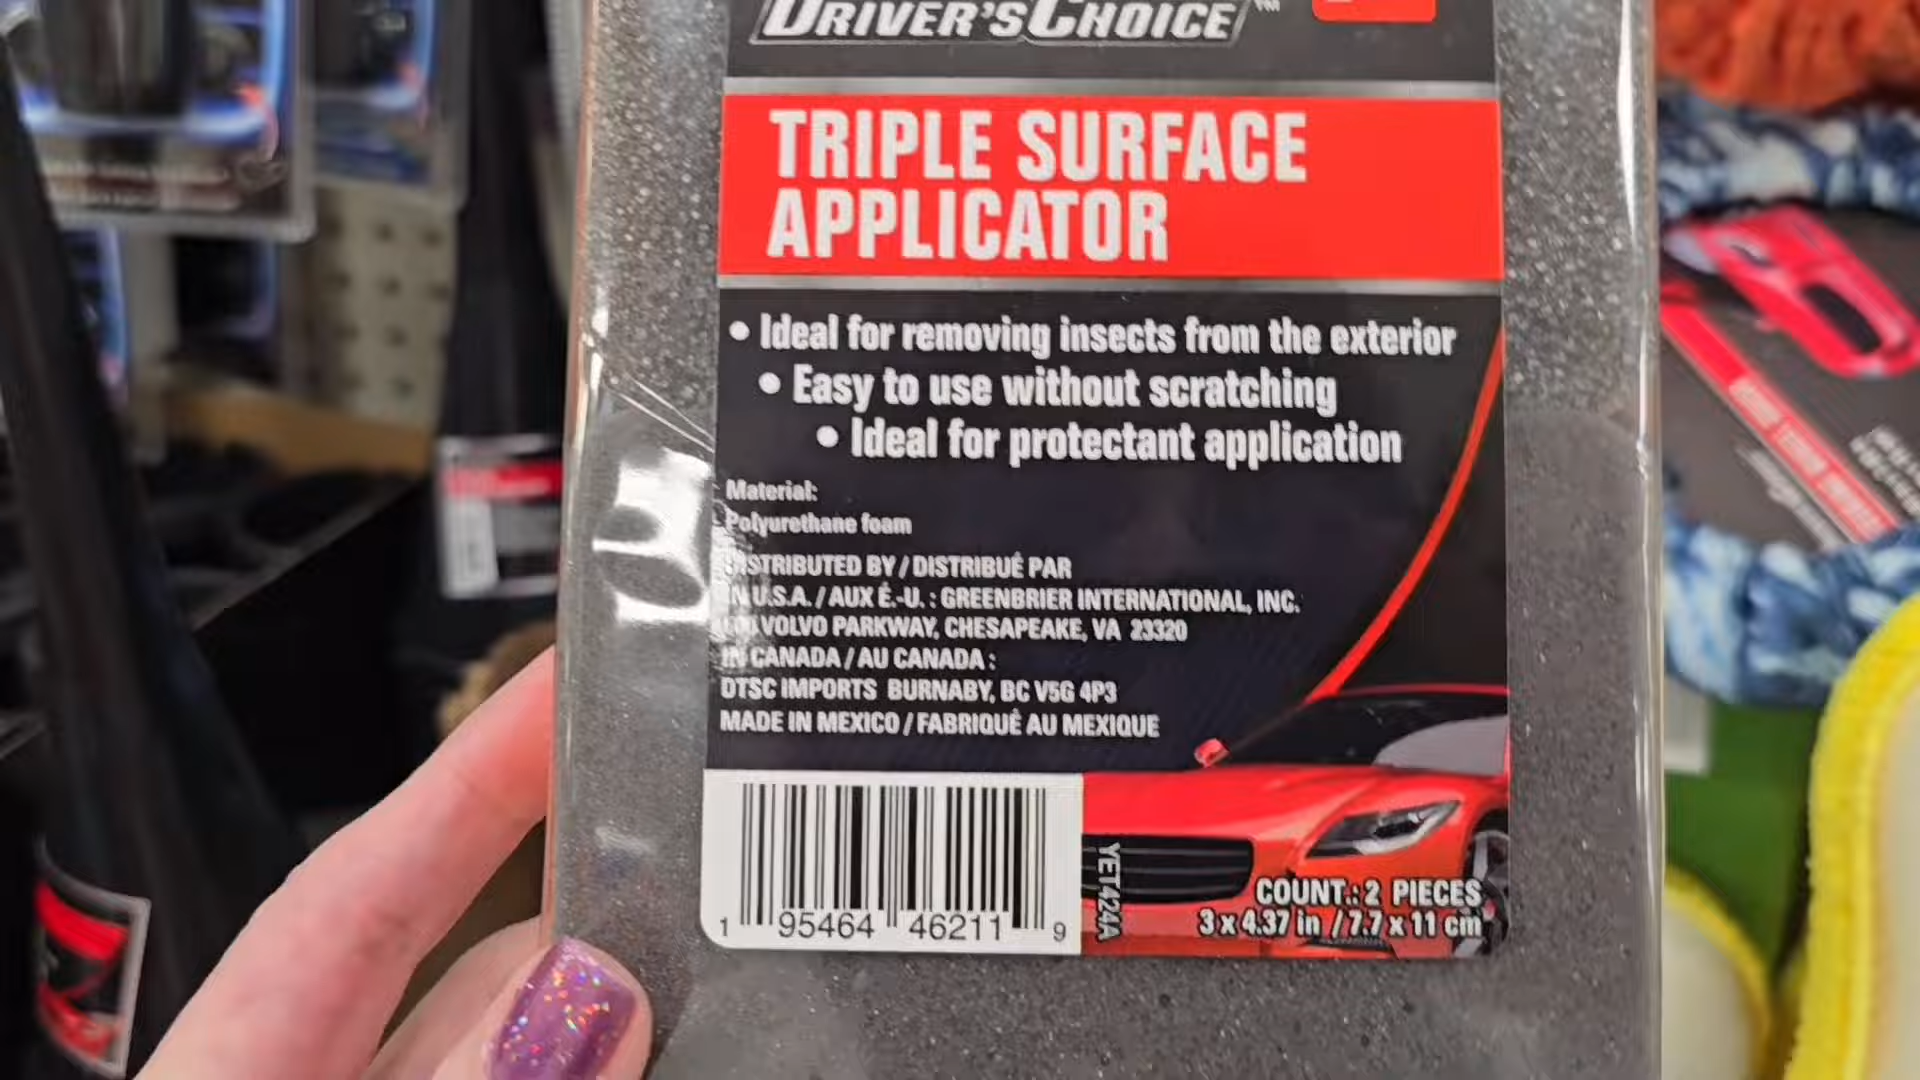 DRIVER'S CHOICE™
TRIPLE SURFACE
APPLICATOR
• Ideal for removing insects from the exterior
• Easy to use without scratching
• Ideal for protectant application
Material:
Polyurethane foam
DISTRIBUTED BY / DISTRIBUÉ PAR
IN U.S.A. / AUX É.-U. : GREENBRIER INTERNATIONAL, INC.
VOLVO PARKWAY, CHESAPEAKE, VA 23320
IN CANADA / AU CANADA :
DTSC IMPORTS BURNABY, BC V5G 4P3
MADE IN MEXICO / FABRIQUÉ AU MEXIQUE
YET424IA
COUNT.: 2 PIECES
3 x 4.37 in / 7.7 x 11 cm
1 95464 46211 9